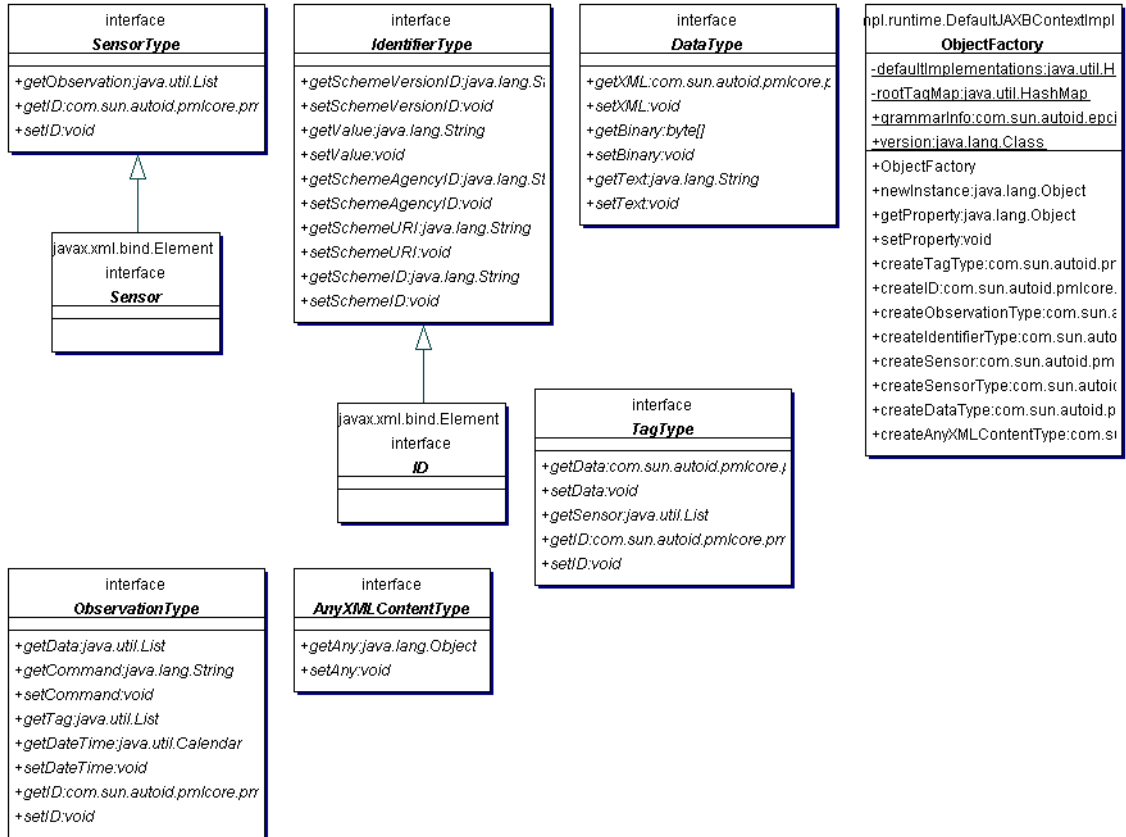 interface
SensorType
+getObservation:java.util.List
+getID:com.sun.autoid.pmlcore.pm
+setID:void
javax.xml.bind.Element
interface
Sensor
interface
IdentifierType
+getSchemeVersionID:java.lang.St
+setSchemeVersionID:void
+getValue:java.lang.String
+setValue:void
+getSchemeAgencyID:java.lang.St
+setSchemeAgencyID:void
+getSchemeURI:java.lang.String
+setSchemeURI:void
+getSchemeID:java.lang.String
+setSchemeID:void
javax.xml.bind.Element
interface
ID
interface
DataType
+getXML:com.sun.autoid.pmlcore.p
+setXML:void
+getBinary:byte[]
+setBinary:void
+getText:java.lang.String
+setText:void
npl.runtime.DefaultJAXBContextImpl
ObjectFactory
-defaultImplementations:java.util.H
-rootTagMap:java.util.HashMap
+grammarInfo:com.sun.autoid.epci
+version:java.lang.Class
+ObjectFactory
+newInstance:java.lang.Object
+getProperty:java.lang.Object
+setProperty:void
+createTagType:com.sun.autoid.pr
+createID:com.sun.autoid.pmlcore.
+createObservationType:com.sun.a
+createIdentifierType:com.sun.auto
+createSensor:com.sun.autoid.pm
+createSensorType:com.sun.autoid
+createDataType:com.sun.autoid.p
+createAnyXMLContentType:com.su
interface
TagType
+getData:com.sun.autoid.pmlcore.p
+setData:void
+getSensor:java.util.List
+getID:com.sun.autoid.pmlcore.pm
+setID:void
interface
ObservationType
+getData:java.util.List
+getCommand:java.lang.String
+setCommand:void
+getTag:java.util.List
+getDateTime:java.util.Calendar
+setDateTime:void
+getID:com.sun.autoid.pmlcore.pm
+setID:void
interface
AnyXMLContentType
+getAny:java.lang.Object
+setAny:void